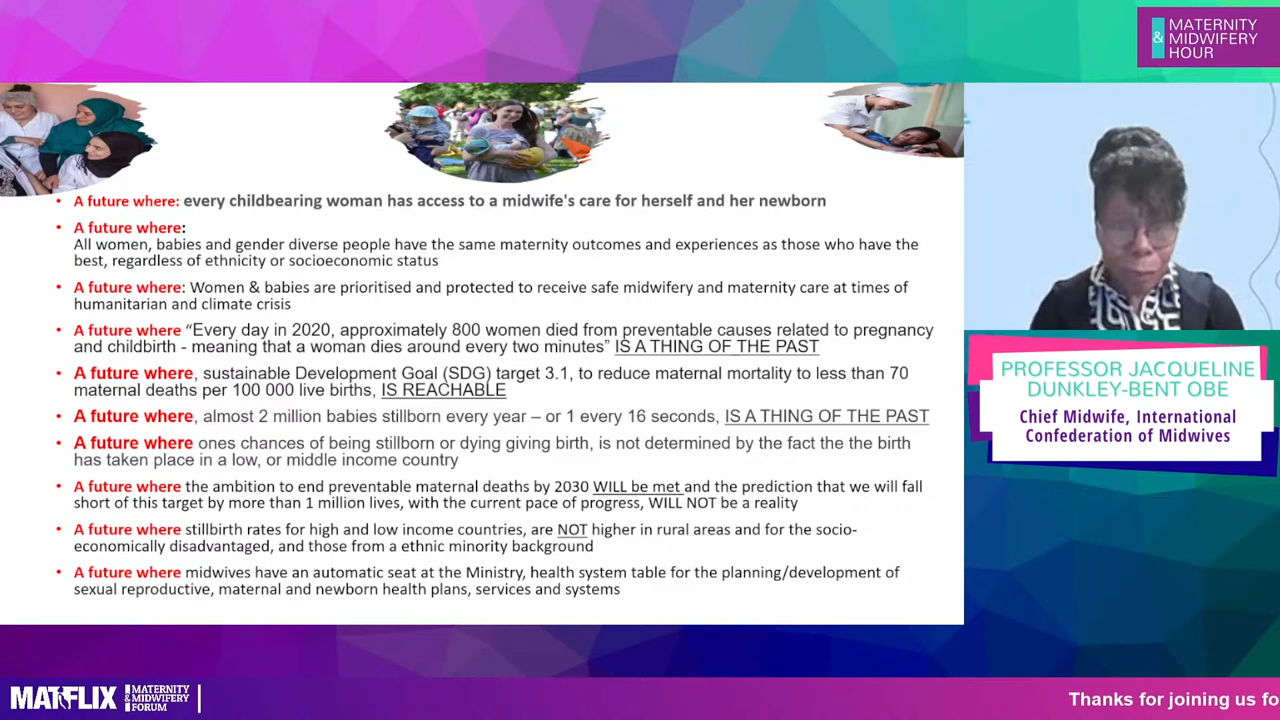 MATERNITY
& MIDWIFERY
HOUR
• A future where: every childbearing woman has access to a midwife's care for herself and her newborn
• A future where:
All women, babies and gender diverse people have the same maternity outcomes and experiences as those who have the
best, regardless of ethnicity or socioeconomic status
• A future where: Women & babies are prioritised and protected to receive safe midwifery and maternity care at times of
humanitarian and climate crisis
• A future where “Every day in 2020, approximately 800 women died from preventable causes related to pregnancy
and childbirth - meaning that a woman dies around every two minutes” IS A THING OF THE PAST
• A future where, sustainable Development Goal (SDG) target 3.1, to reduce maternal mortality to less than 70
maternal deaths per 100 000 live births, IS REACHABLE
• A future where, almost 2 million babies stillborn every year – or 1 every 16 seconds, IS A THING OF THE PAST
• A future where ones chances of being stillborn or dying giving birth, is not determined by the fact the the birth
has taken place in a low, or middle income country
• A future where the ambition to end preventable maternal deaths by 2030 WILL be met and the prediction that we will fall
short of this target by more than 1 million lives, with the current pace of progress, WILL NOT be a reality
• A future where stillbirth rates for high and low income countries, are NOT higher in rural areas and for the socio-
economically disadvantaged, and those from a ethnic minority background
• A future where midwives have an automatic seat at the Ministry, health system table for the planning/development of
sexual reproductive, maternal and newborn health plans, services and systems
PROFESSOR JACQUELINE
DUNKLEY-BENT OBE
Chief Midwife, International
Confederation of Midwives
MATFLIX
MATERNITY
& MIDWIFERY
FORUM
Thanks for joining us fo